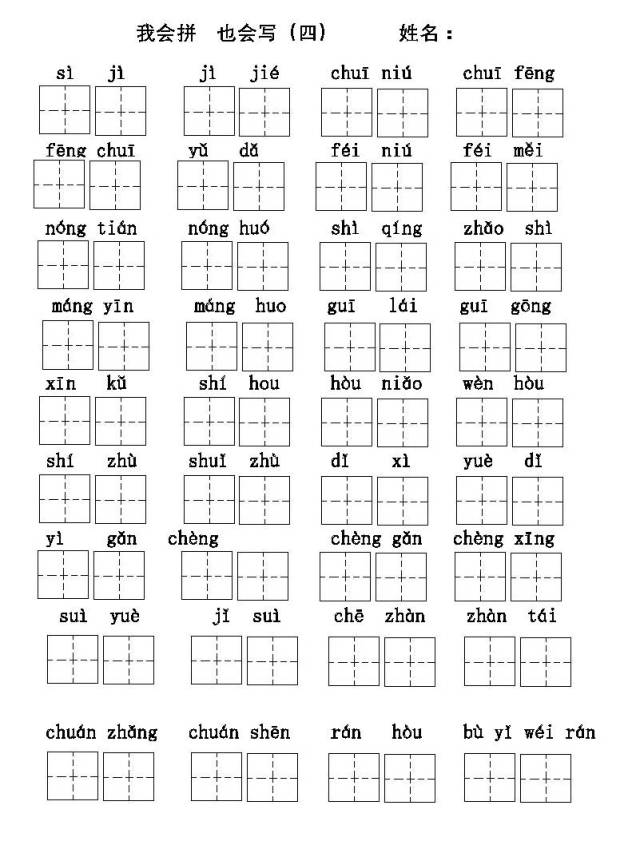 我会拼 也会写（四） 姓名：
sì jì jì jié chuī niú chuī fēng
fēng chuī yǔ dǎ féi niú féi měi
nóng tián nóng huó shì qíng zhǎo shì
máng yīn máng huo guī lái guī gōng
xīn kǔ shí hou hòu niǎo wèn hòu
shí zhù shuǐ zhù dǐ xì yuè dǐ
yì gǎn chèng chèng gǎn chèng xīng
suì yuè jǐ suì chē zhàn zhàn tái
chuán zhǎng chuán shēn rán hòu bù yǐ wéi rán